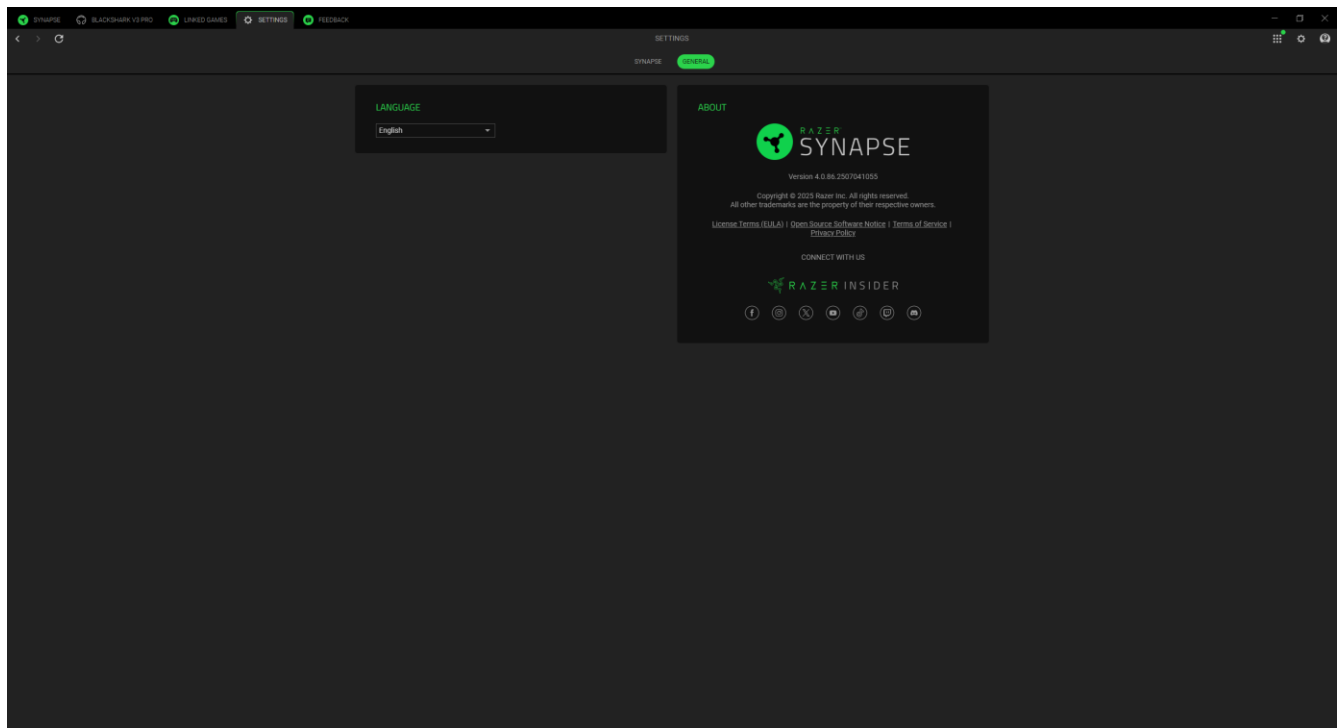 SYNAPSE BLACKSHARK V3 PRO LINKED GAMES SETTINGS FEEDBACK
SETTINGS
SYNAPSE GENERAL
LANGUAGE
English
ABOUT
RAZER
SYNAPSE
Version 4.0.86.2507041055
Copyright © 2025 Razer Inc. All rights reserved.
All other trademarks are the property of their respective owners.
License Terms (EULA) | Open Source Software Notice | Terms of Service |
Privacy Policy
CONNECT WITH US
RAZER INSIDER